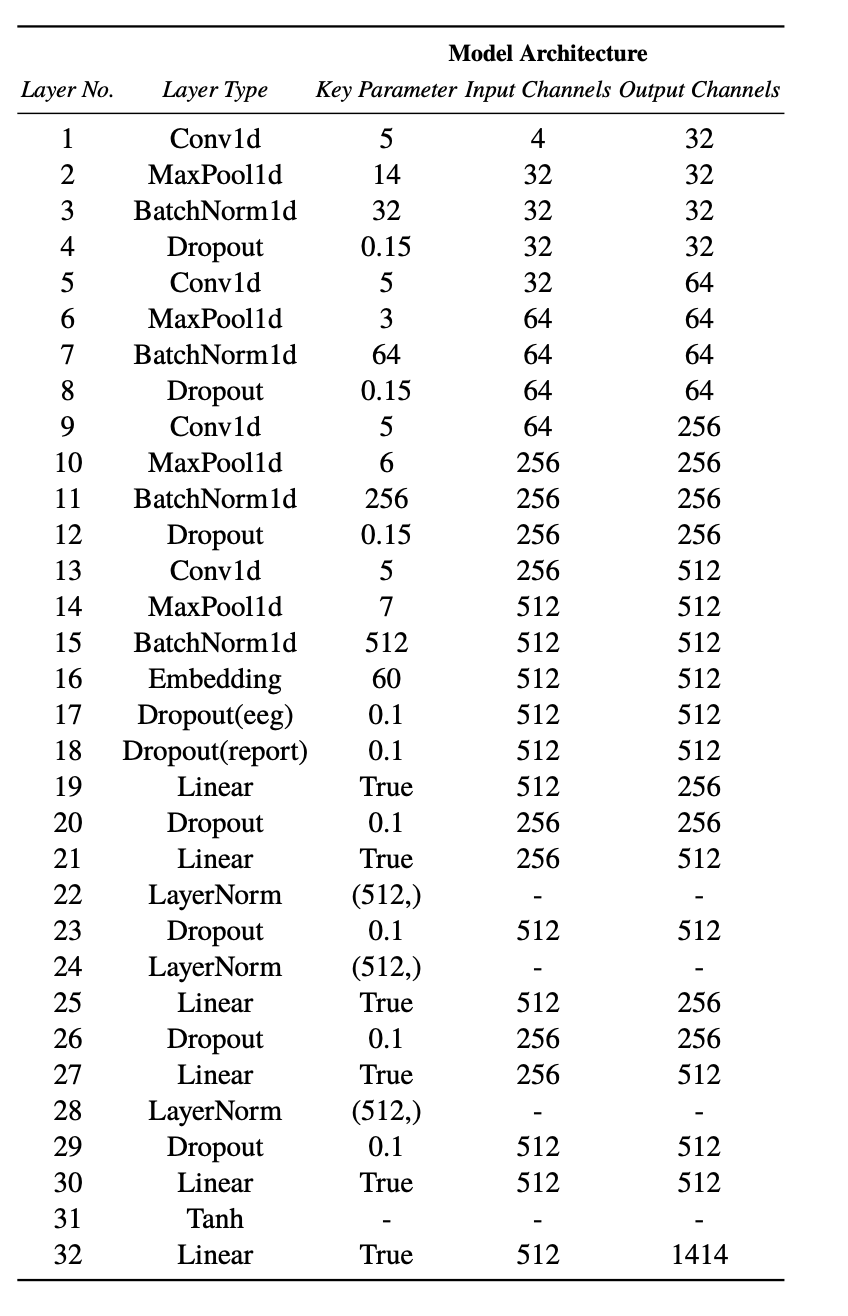 Model Architecture
Layer No. Layer Type Key Parameter Input Channels Output Channels
1 Conv1d 5 4 32
2 MaxPool1d 14 32 32
3 BatchNorm1d 32 32 32
4 Dropout 0.15 32 32
5 Conv1d 5 32 64
6 MaxPool1d 3 64 64
7 BatchNorm1d 64 64 64
8 Dropout 0.15 64 64
9 Conv1d 5 64 256
10 MaxPool1d 6 256 256
11 BatchNorm1d 256 256 256
12 Dropout 0.15 256 256
13 Conv1d 5 256 512
14 MaxPool1d 7 512 512
15 BatchNorm1d 512 512 512
16 Embedding 60 512 512
17 Dropout(eeg) 0.1 512 512
18 Dropout(report) 0.1 512 512
19 Linear True 512 256
20 Dropout 0.1 256 256
21 Linear True 256 512
22 LayerNorm (512,) - -
23 Dropout 0.1 512 512
24 LayerNorm (512,) - -
25 Linear True 512 256
26 Dropout 0.1 256 256
27 Linear True 256 512
28 LayerNorm (512,) - -
29 Dropout 0.1 512 512
30 Linear True 512 512
31 Tanh - - -
32 Linear True 512 1414